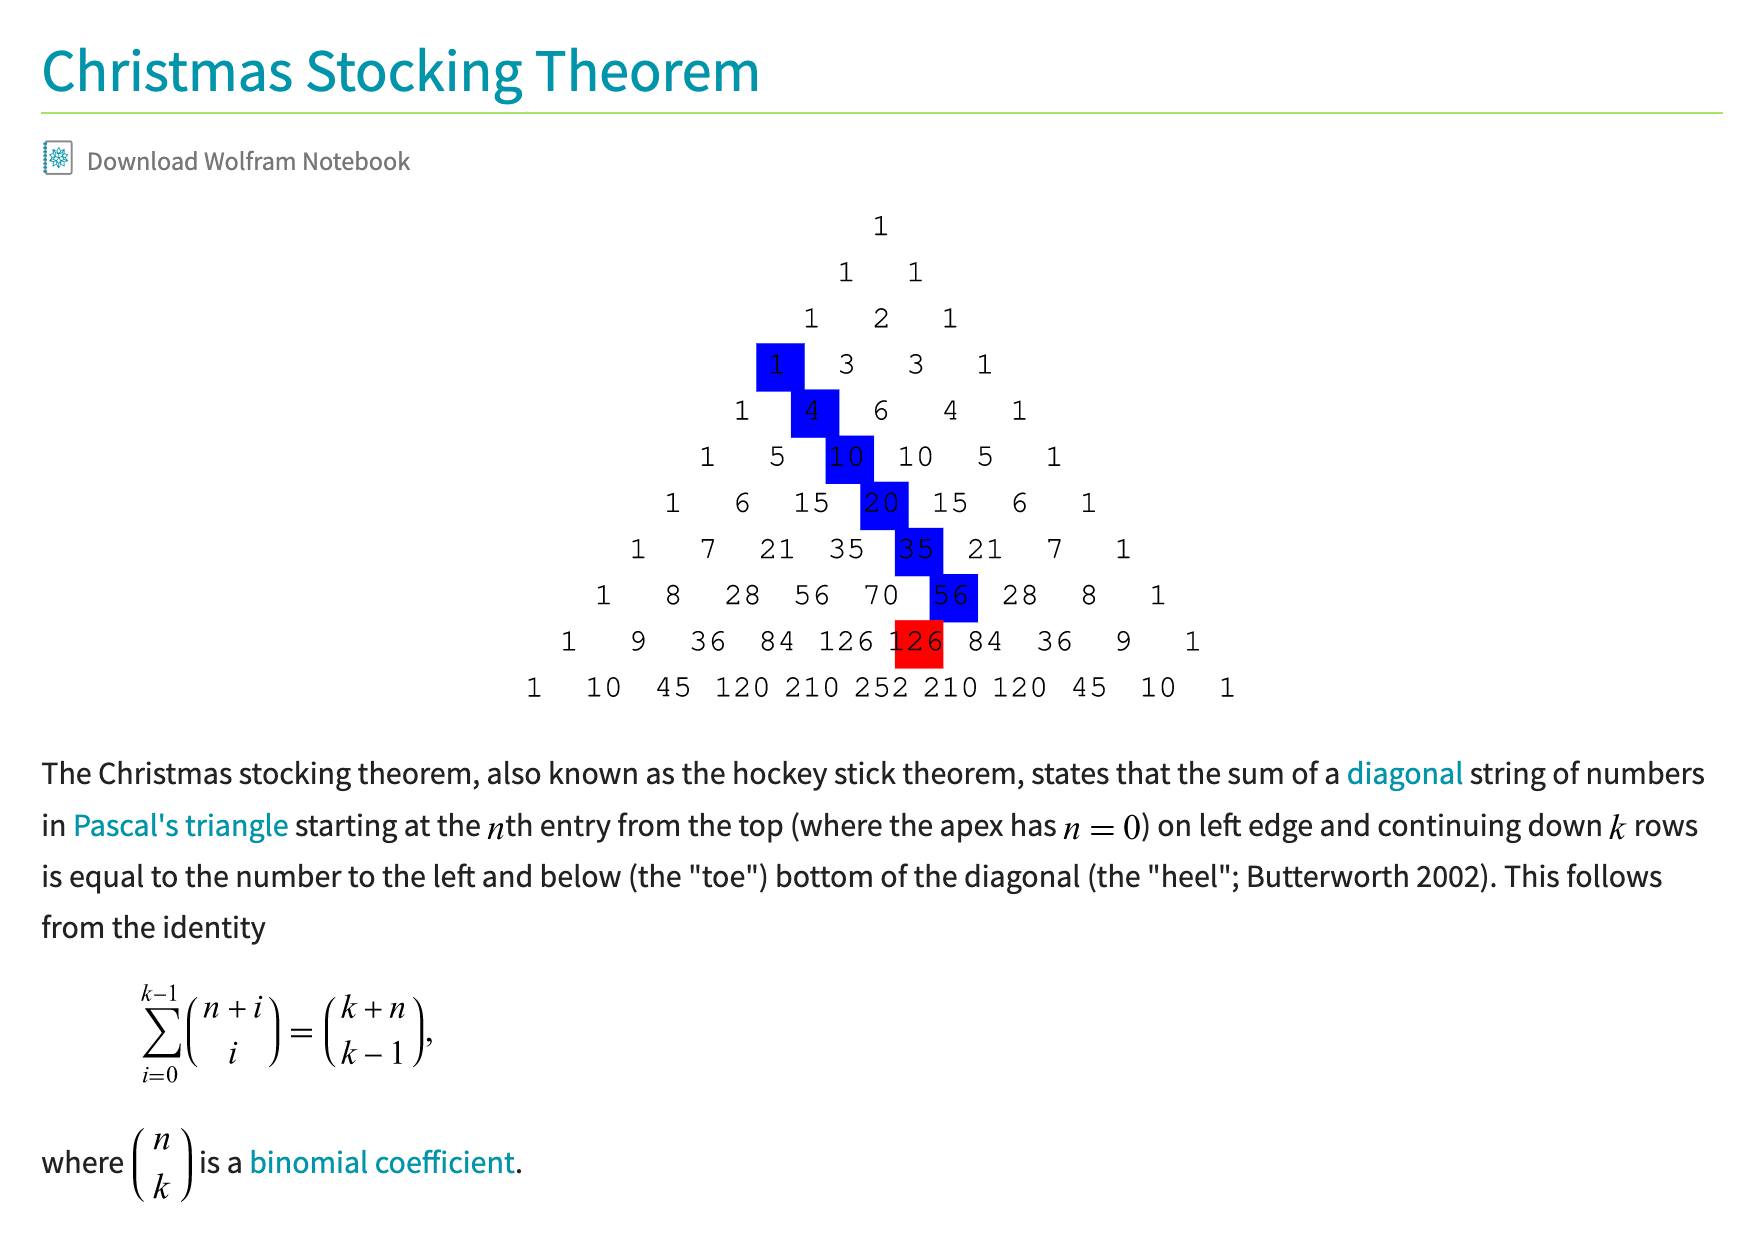 Christmas Stocking Theorem
Download Wolfram Notebook
1
1 1
1 2 1
1 3 3 1
1 4 6 4 1
1 5 10 10 5 1
1 6 15 20 15 6 1
1 7 21 35 35 21 7 1
1 8 28 56 70 56 28 8 1
1 9 36 84 126 126 84 36 9 1
1 10 45 120 210 252 210 120 45 10 1
The Christmas stocking theorem, also known as the hockey stick theorem, states that the sum of a diagonal string of numbers
in Pascal's triangle starting at the nth entry from the top (where the apex has n = 0) on left edge and continuing down k rows
is equal to the number to the left and below (the "toe") bottom of the diagonal (the "heel"; Butterworth 2002). This follows
from the identity
∑_{i=0}^{k−1} (n + i \atop i) = (k + n \atop k − 1),
where (n \atop k) is a binomial coefficient.